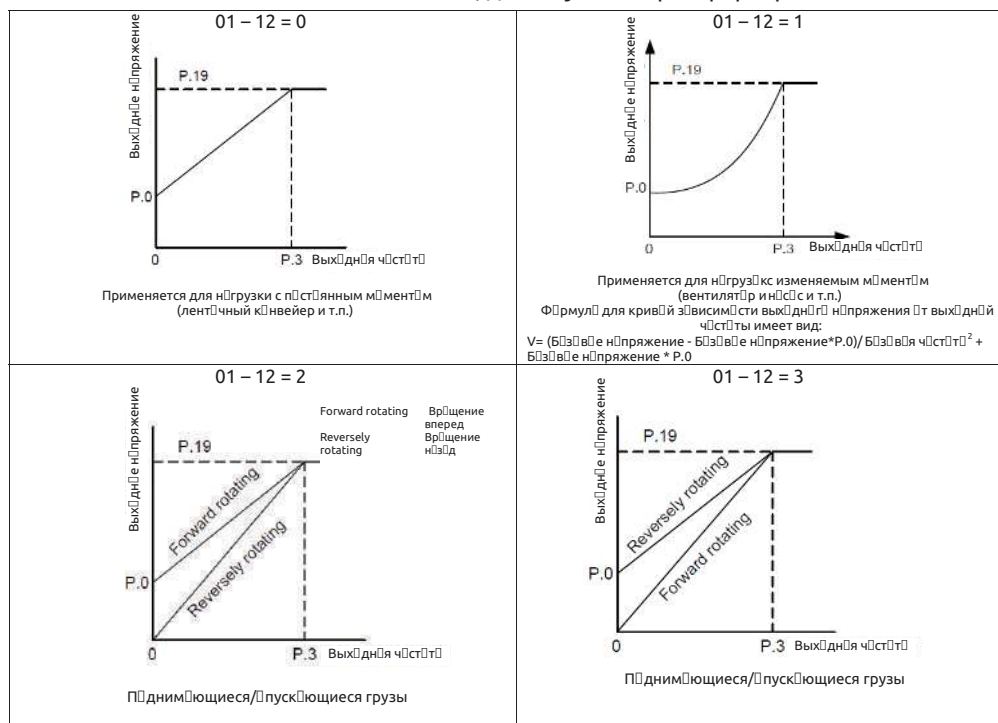 01 – 12 = 0
Вых□дн□е н□пряжение
P.19
P.0
0 P.3 Вых□дн□я ч□ст□т□
Применяется для н□грузки с п□ст□янным м□мент□м
(лент□чный к□нвейер и т.п.)
01 – 12 = 1
Вых□дн□е н□пряжение
P.19
P.0
0 P.3 Вых□дн□я ч□ст□т□
Применяется для н□груз□кс изменяемым м□мент□м
(вентилят□р ин□с□с и т.п.)
Ф□рмул□ для крив□й з□висим□сти вых□дн□г□ н□пряжения □т вых□дн□й
ч□ст□ты имеет вид:
V= (Б□з□в□е н□пряжение - Б□з□в□е н□пряжение*P.0)/ Б□з□в□я ч□ст□т□² +
Б□з□в□е н□пряжение * P.0
01 – 12 = 2
Вых□дн□е н□пряжение
Forward rotating Вр□щение
вперед
Reversely Вр□щение
rotating н□з□д
P.19
Forward rotating
Reversely rotating
P.0
0 P.3 Вых□дн□я ч□ст□т□
П□дним□ющиеся/□пуск□ющиеся грузы
01 – 12 = 3
Вых□дн□е н□пряжение
P.19
Reversely rotating
Forward rotating
P.0
0 P.3 Вых□дн□я ч□ст□т□
П□дним□ющиеся/□пуск□ющиеся грузы